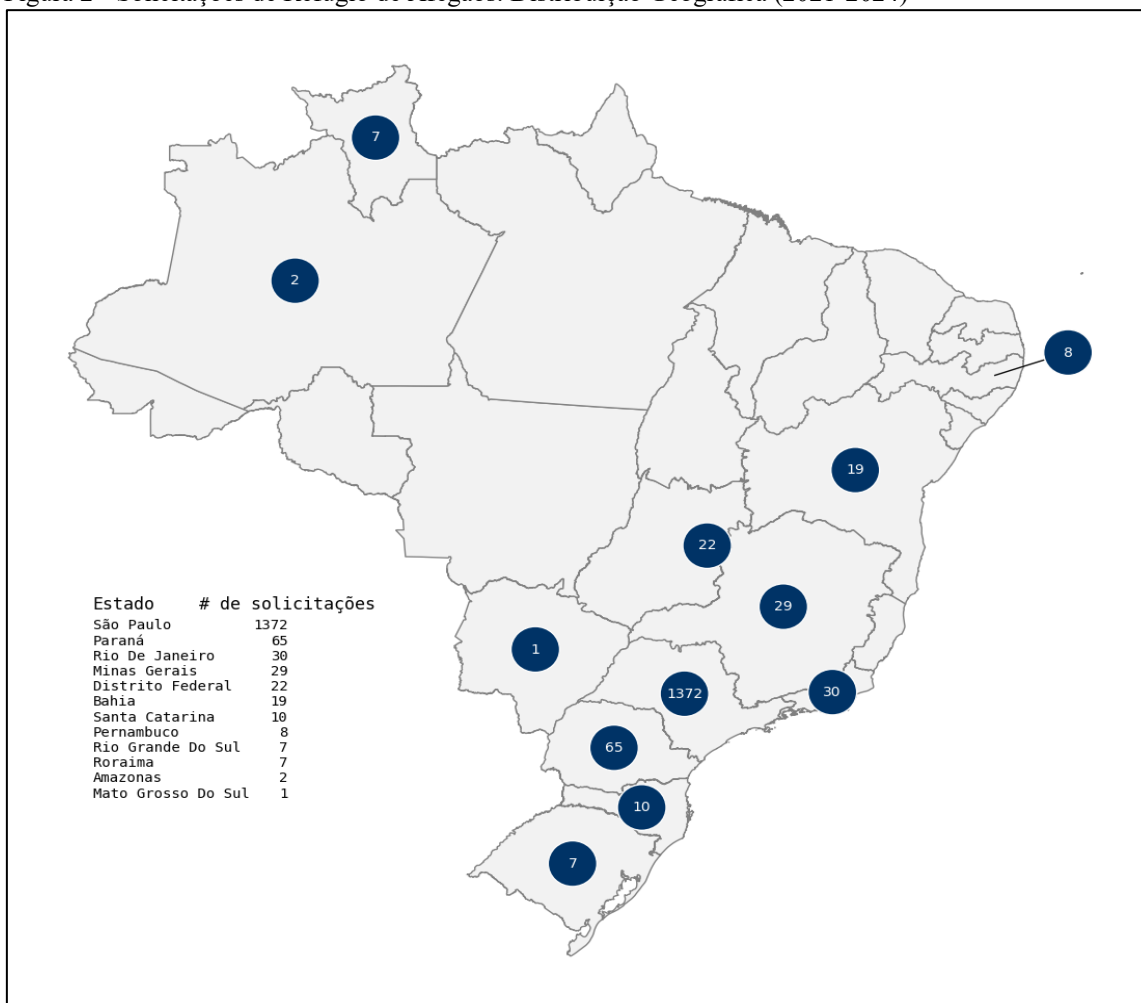 7
2
8
19
22
29
1
1372
30
65
10
7
Estado # de solicitações
São Paulo 1372
Paraná 65
Rio De Janeiro 30
Minas Gerais 29
Distrito Federal 22
Bahia 19
Santa Catarina 10
Pernambuco 8
Rio Grande Do Sul 7
Roraima 7
Amazonas 2
Mato Grosso Do Sul 1